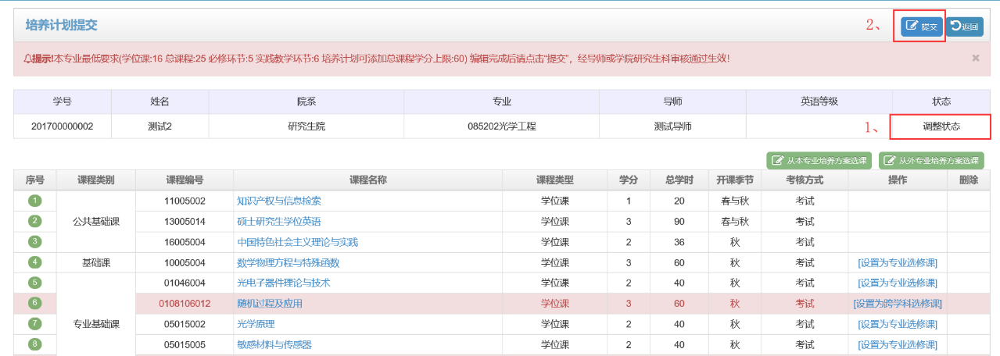 培养计划提交 2、 提交 返回
提示!本专业最低要求(学位课:16 总课程:25 必修环节:5 实践教学环节:6 培养计划可添加总课程学分上限:60) 编辑完成后请点击“提交”，经导师或学院研究生科审核通过生效! ×
学号 姓名 院系 专业 导师 英语等级 状态
201700000002 测试2 研究生院 085202光学工程 测试导师 1、 调整状态
从本专业培养方案选课 从外专业培养方案选课
序号 课程类别 课程编号 课程名称 课程类型 学分 总学时 开课季节 考核方式 操作 删除
1 11005002 知识产权与信息检索 学位课 1 20 春与秋 考试
2 公共基础课 13005014 硕士研究生学位英语 学位课 3 90 春与秋 考试
3 16005004 中国特色社会主义理论与实践 学位课 2 36 秋 考试
4 基础课 10005004 数学物理方程与特殊函数 学位课 3 60 秋 考试 [设置为专业选修课]
5 01046004 光电子器件理论与技术 学位课 2 40 秋 考试 [设置为专业选修课]
6 0108106012 随机过程及应用 学位课 3 60 秋 考试 [设置为跨学科选修课]
7 专业基础课 05015002 光学原理 学位课 2 40 秋 考试 [设置为专业选修课]
8 05015005 敏感材料与传感器 学位课 2 40 秋 考试 [设置为专业选修课]